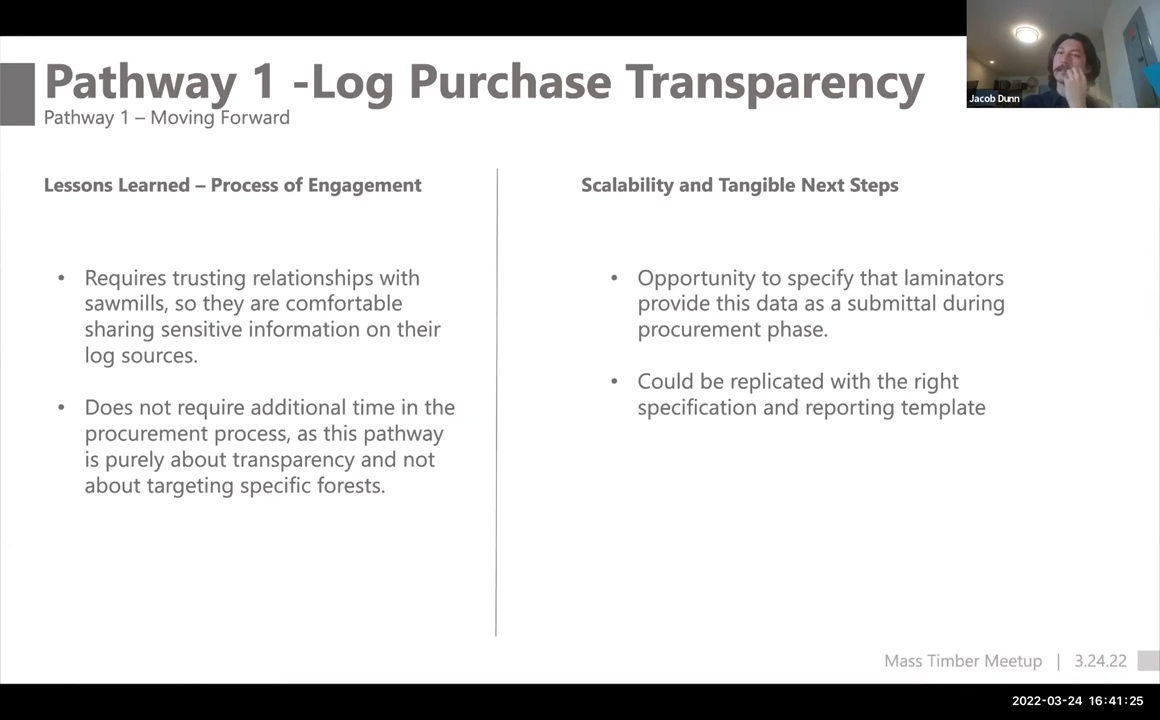 Pathway 1 -Log Purchase Transparency
Pathway 1 – Moving Forward
Jacob Dunn
Lessons Learned – Process of Engagement
• Requires trusting relationships with
sawmills, so they are comfortable
sharing sensitive information on their
log sources.
• Does not require additional time in the
procurement process, as this pathway
is purely about transparency and not
about targeting specific forests.
Scalability and Tangible Next Steps
• Opportunity to specify that laminators
provide this data as a submittal during
procurement phase.
• Could be replicated with the right
specification and reporting template
Mass Timber Meetup | 3.24.22
2022-03-24 16:41:25